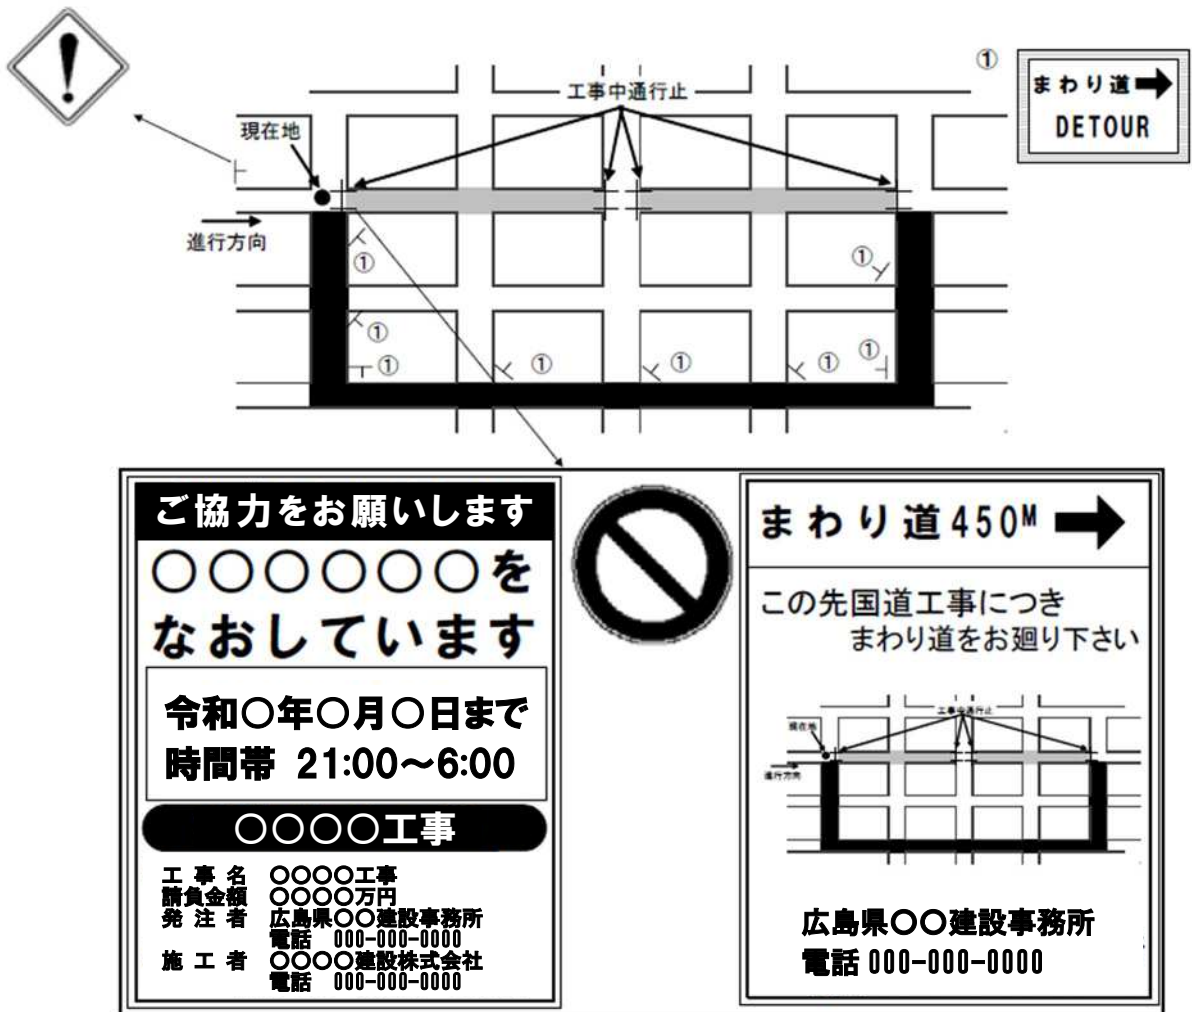 工事中通行止
①
まわり道
DETOUR
現在地
進行方向
①
①
①
①
①
①
①
①
ご協力をお願いします
〇〇〇〇〇〇を
なおしています
令和〇年〇月〇日まで
時間帯 21:00～6:00
〇〇〇〇工事
工事名 〇〇〇〇工事
請負金額 〇〇〇〇万円
発注者 広島県〇〇建設事務所
電話 000-000-0000
施工者 〇〇〇〇建設株式会社
電話 000-000-0000
まわり道450M
この先国道工事につき
まわり道をお廻り下さい
工事中通行止
現在地
進行方向
広島県〇〇建設事務所
電話 000-000-0000